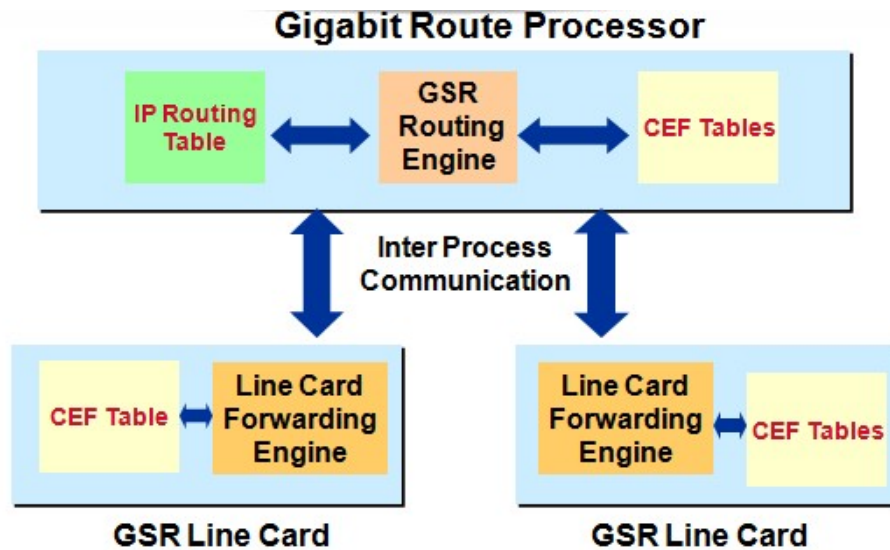 Gigabit Route Processor
IP Routing
Table
GSR
Routing
Engine
CEF Tables
Inter Process
Communication
CEF Table
Line Card
Forwarding
Engine
Line Card
Forwarding
Engine
CEF Tables
GSR Line Card
GSR Line Card